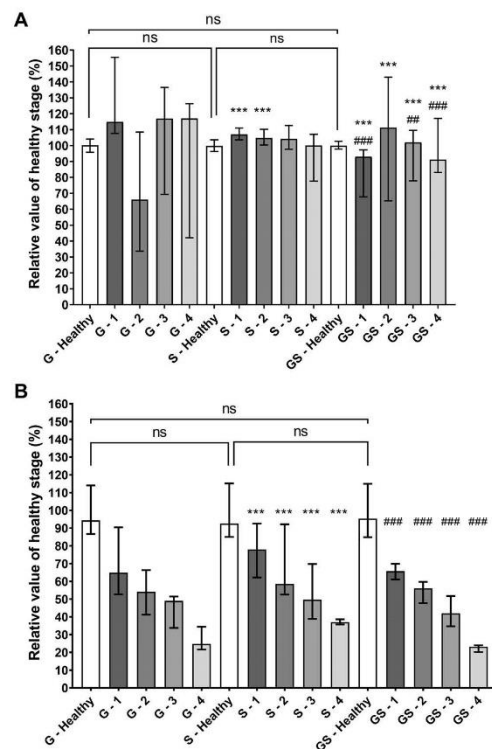 A
ns
ns
ns
Relative value of healthy stage (%)
160
150
140
130
120
110
100
90
80
70
60
50
40
30
20
10
0
*** ***
***
###
***
***
##
***
###
G - Healthy
G - 1
G - 2
G - 3
G - 4
S - Healthy
S - 1
S - 2
S - 3
S - 4
GS - Healthy
GS - 1
GS - 2
GS - 3
GS - 4
B
ns
ns
ns
Relative value of healthy stage (%)
160
150
140
130
120
110
100
90
80
70
60
50
40
30
20
10
0
*** *** *** ***
### ### ### ###
G - Healthy
G - 1
G - 2
G - 3
G - 4
S - Healthy
S - 1
S - 2
S - 3
S - 4
GS - Healthy
GS - 1
GS - 2
GS - 3
GS - 4